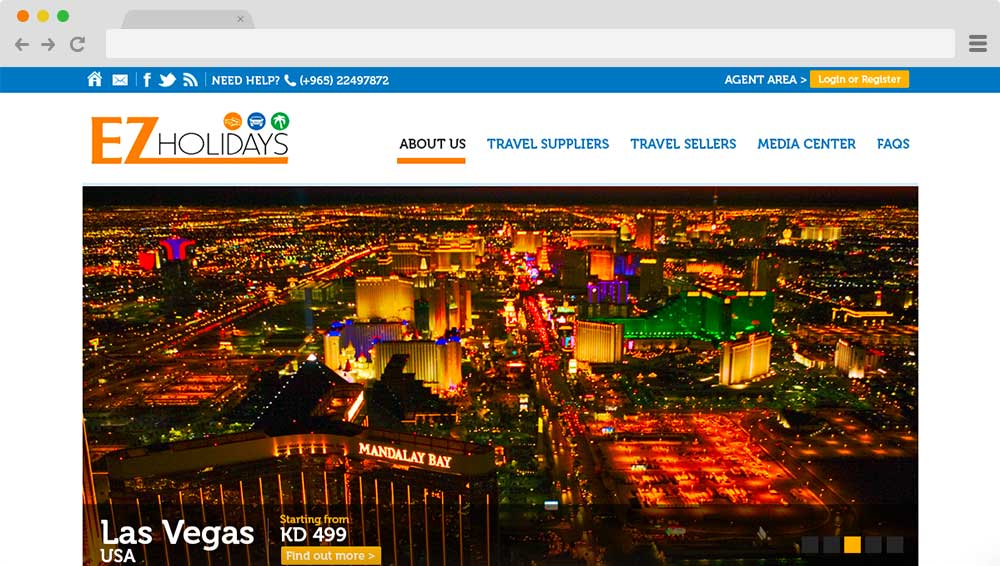 NEED HELP? (+965) 22497872
AGENT AREA > Login or Register
EZ HOLIDAYS
ABOUT US TRAVEL SUPPLIERS TRAVEL SELLERS MEDIA CENTER FAQS
MANDALAY BAY
Las Vegas
USA
Starting from
KD 499
Find out more >